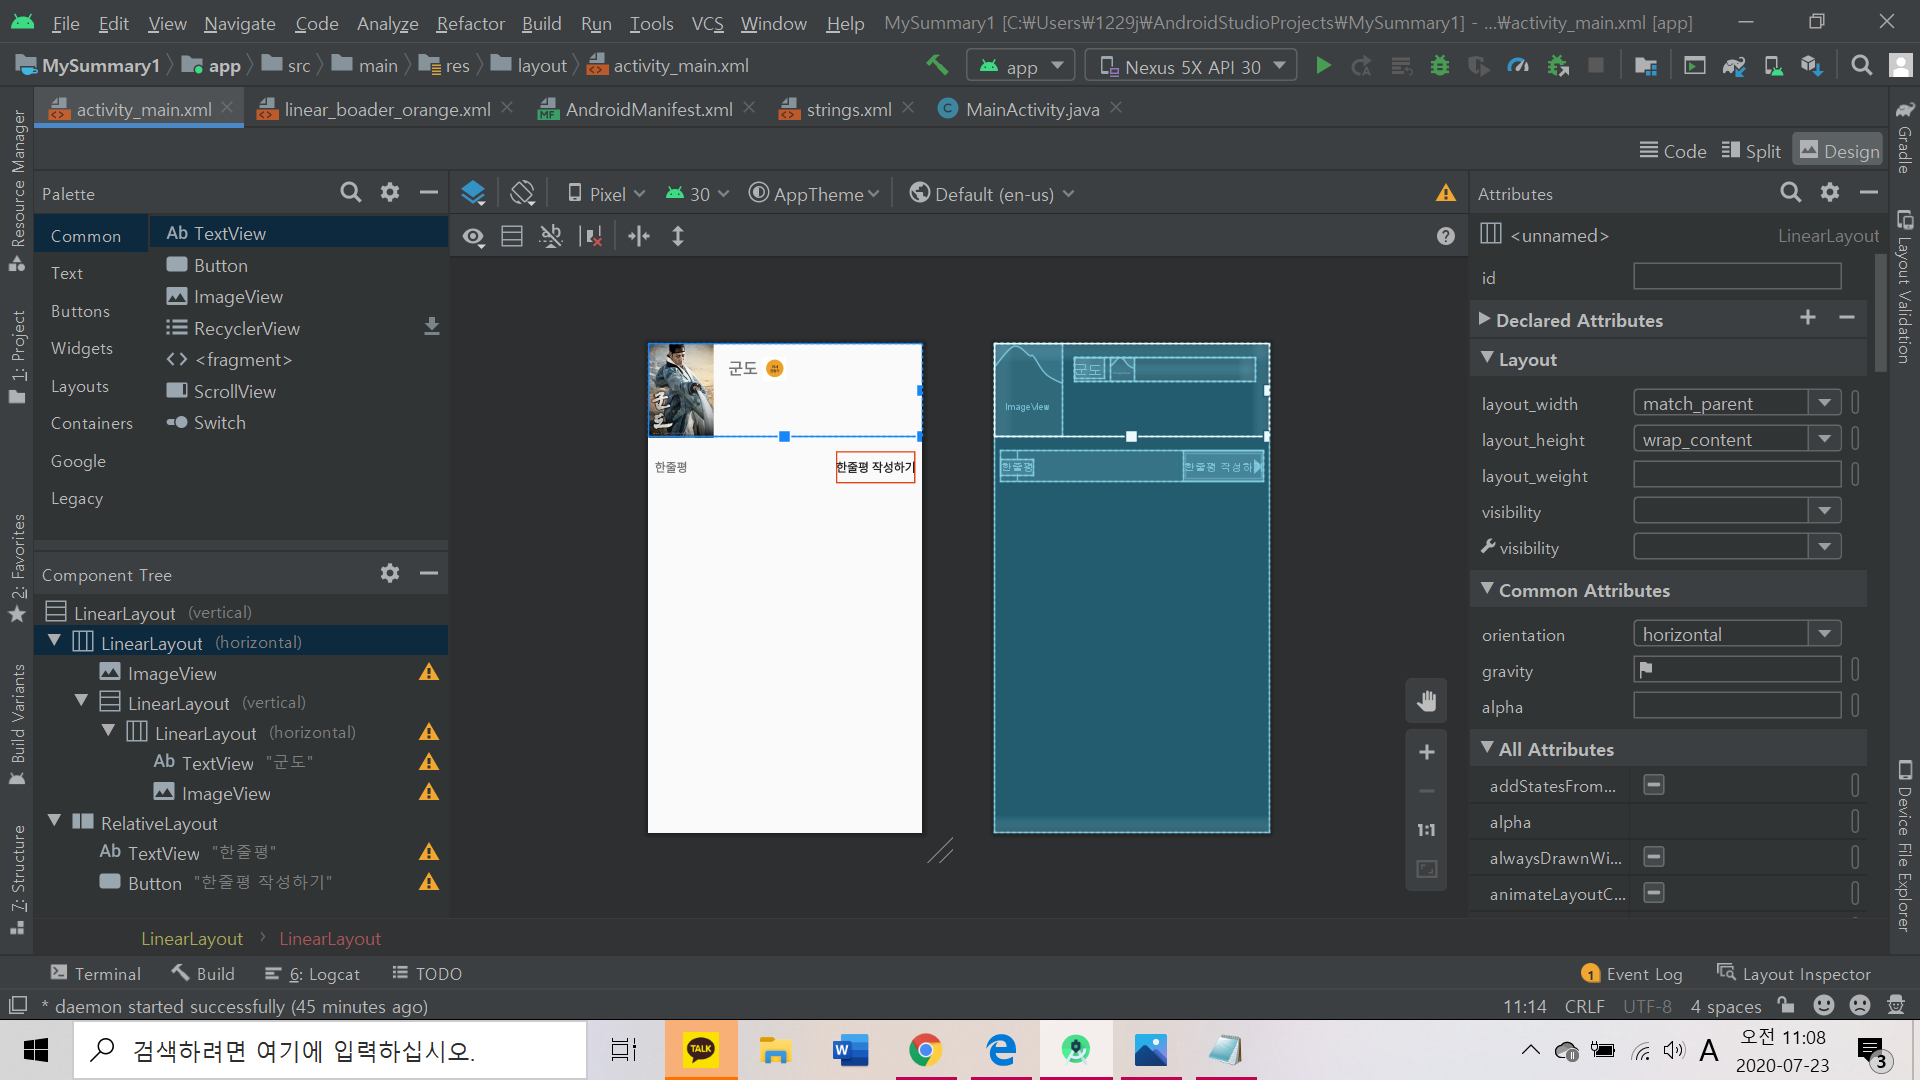 File Edit View Navigate Code Analyze Refactor Build Run Tools VCS Window Help MySummary1 [C:₩Users₩1229j₩AndroidStudioProjects₩MySummary1] - ...₩activity_main.xml [app]
MySummary1 app src main res layout activity_main.xml app Nexus 5X API 30
activity_main.xml linear_boader_orange.xml AndroidManifest.xml strings.xml MainActivity.java
Code Split Design
Palette
Common
Text
Buttons
Widgets
Layouts
Containers
Google
Legacy
Ab TextView
Button
ImageView
RecyclerView
<fragment>
ScrollView
Switch
Pixel 30 AppTheme Default (en-us)
군도
군도
한줄평 한줄평 작성하기
군도
ImageView
한줄평 한줄평 작성하
1:1
Component Tree
LinearLayout (vertical)
LinearLayout (horizontal)
ImageView
LinearLayout (vertical)
LinearLayout (horizontal)
Ab TextView "군도"
ImageView
RelativeLayout
Ab TextView "한줄평"
Button "한줄평 작성하기"
LinearLayout LinearLayout
Attributes
<unnamed> LinearLayout
id
Declared Attributes
Layout
layout_width match_parent
layout_height wrap_content
layout_weight
visibility
visibility
Common Attributes
orientation horizontal
gravity
alpha
All Attributes
addStatesFrom...
alpha
alwaysDrawnWi...
animateLayoutC...
Resource Manager
1: Project
2: Favorites
Build Variants
7: Structure
Gradle
Layout Validation
Device File Explorer
Terminal Build 6: Logcat TODO 1 Event Log Layout Inspector
* daemon started successfully (45 minutes ago) 11:14 CRLF UTF-8 4 spaces
검색하려면 여기에 입력하십시오.
TALK
A
오전 11:08
2020-07-23
3